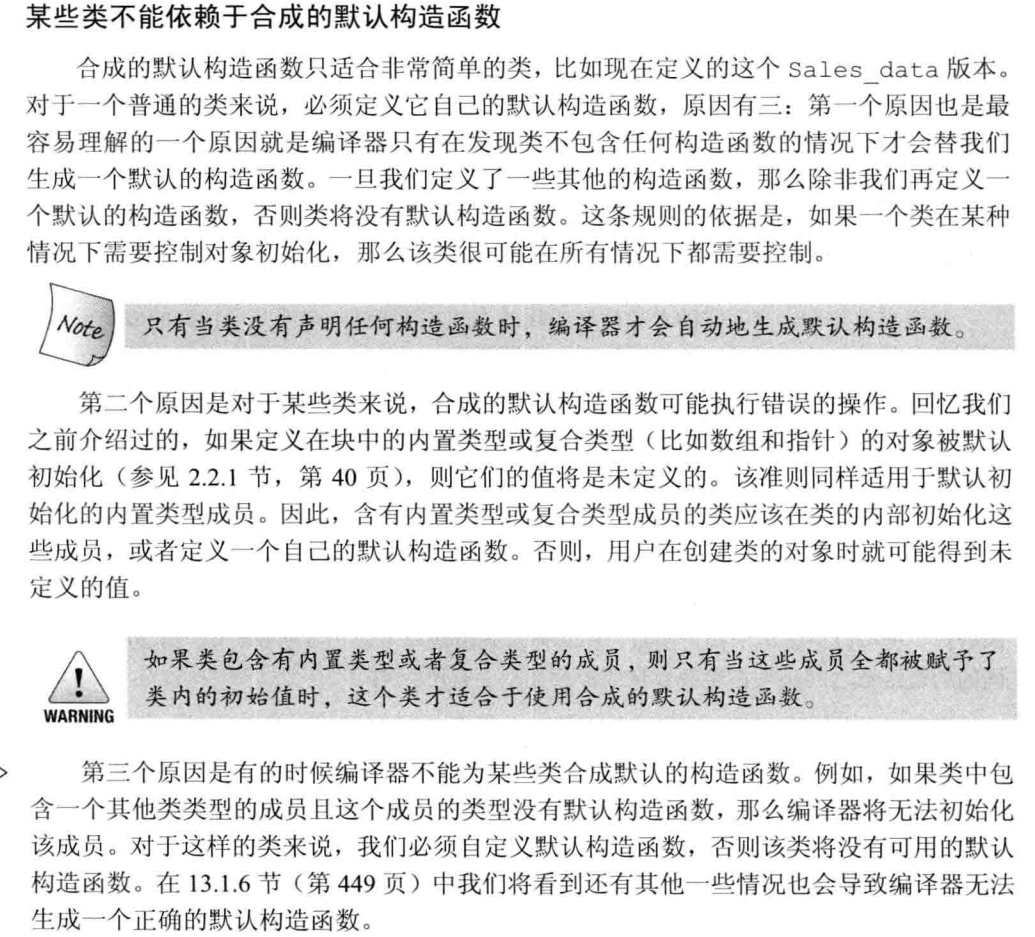 某些类不能依赖于合成的默认构造函数
合成的默认构造函数只适合非常简单的类，比如现在定义的这个 Sales_data 版本。
对于一个普通的类来说，必须定义它自己的默认构造函数，原因有三：第一个原因也是最
容易理解的一个原因就是编译器只有在发现类不包含任何构造函数的情况下才会替我们
生成一个默认的构造函数。一旦我们定义了一些其他的构造函数，那么除非我们再定义一
个默认的构造函数，否则类将没有默认构造函数。这条规则的依据是，如果一个类在某种
情况下需要控制对象初始化，那么该类很可能在所有情况下都需要控制。
Note 只有当类没有声明任何构造函数时，编译器才会自动地生成默认构造函数。
第二个原因是对于某些类来说，合成的默认构造函数可能执行错误的操作。回忆我们
之前介绍过的，如果定义在块中的内置类型或复合类型（比如数组和指针）的对象被默认
初始化（参见 2.2.1 节，第 40 页），则它们的值将是未定义的。该准则同样适用于默认初
始化的内置类型成员。因此，含有内置类型或复合类型成员的类应该在类的内部初始化这
些成员，或者定义一个自己的默认构造函数。否则，用户在创建类的对象时就可能得到未
定义的值。
如果类包含有内置类型或者复合类型的成员，则只有当这些成员全都被赋予了
类内的初始值时，这个类才适合于使用合成的默认构造函数。
WARNING
>
第三个原因是有的时候编译器不能为某些类合成默认的构造函数。例如，如果类中包
含一个其他类类型的成员且这个成员的类型没有默认构造函数，那么编译器将无法初始化
该成员。对于这样的类来说，我们必须自定义默认构造函数，否则该类将没有可用的默认
构造函数。在 13.1.6 节（第 449 页）中我们将看到还有其他一些情况也会导致编译器无法
生成一个正确的默认构造函数。